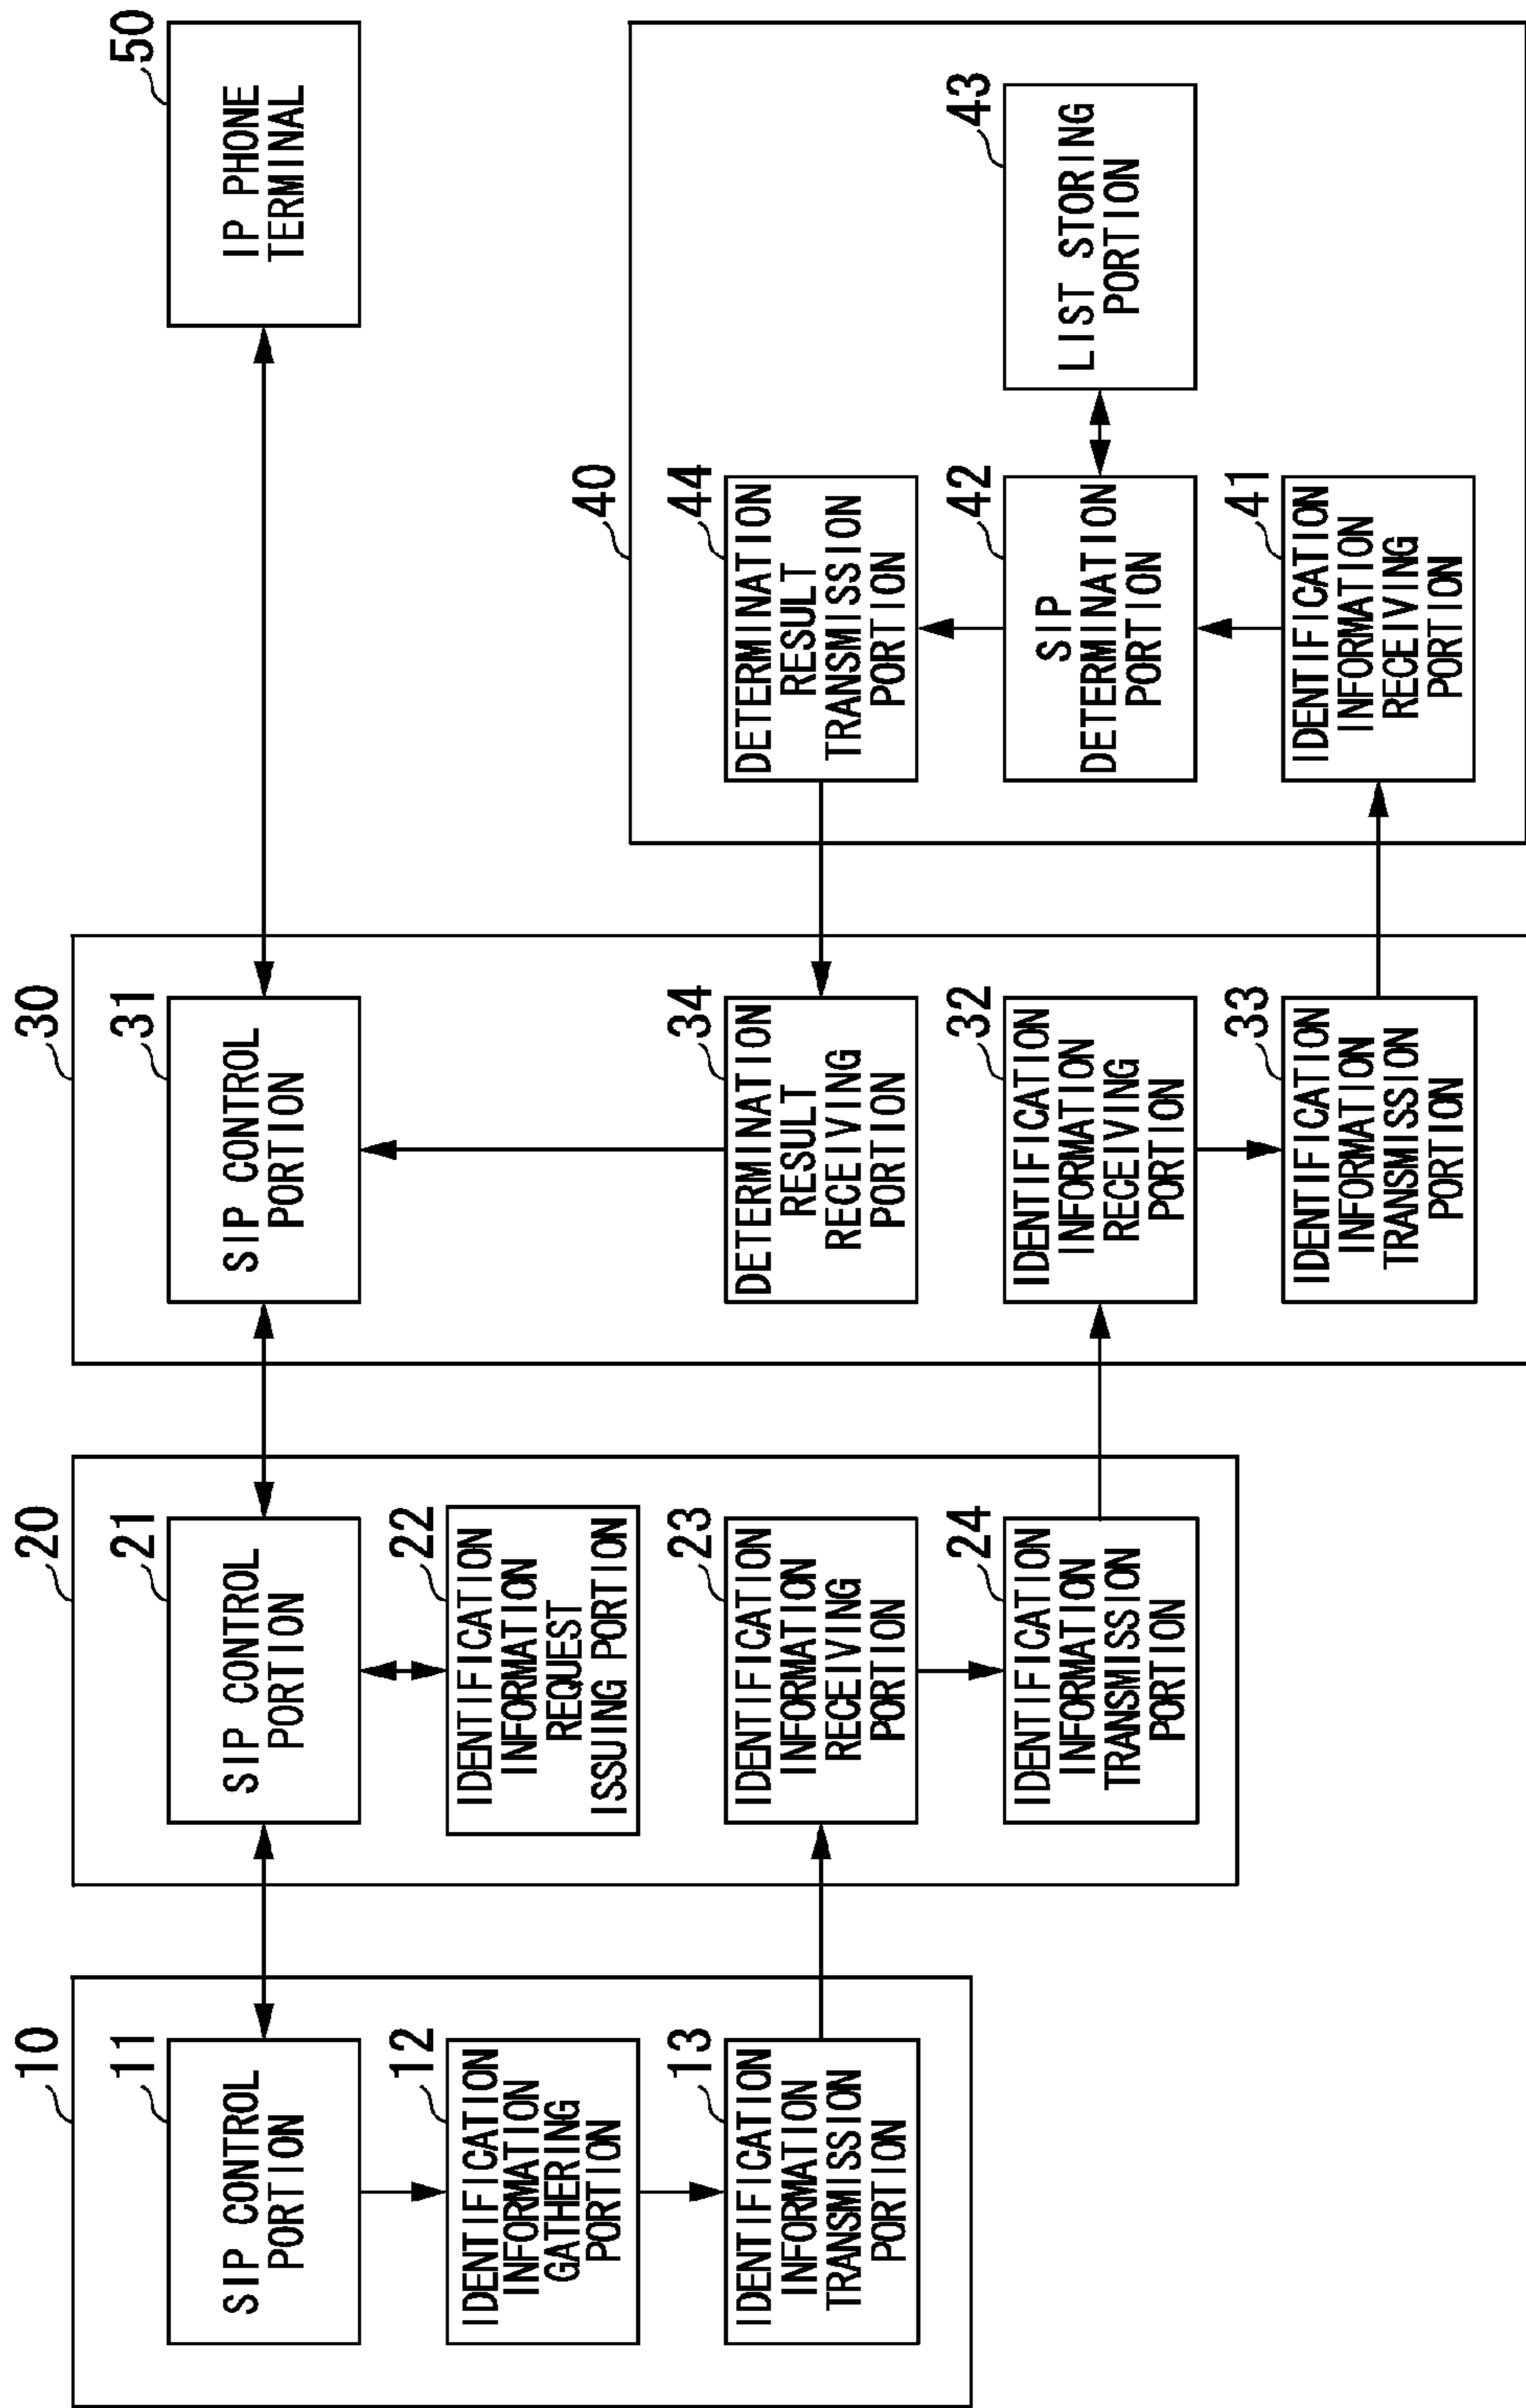 10
11
SIP CONTROL
PORTION
12
IDENTIFICATION
INFORMATION
GATHERING
PORTION
13
IDENTIFICATION
INFORMATION
TRANSMISSION
PORTION
20
21
SIP CONTROL
PORTION
22
IDENTIFICATION
INFORMATION
REQUEST
ISSUING PORTION
23
IDENTIFICATION
INFORMATION
RECEIVING
PORTION
24
IDENTIFICATION
INFORMATION
TRANSMISSION
PORTION
30
31
SIP CONTROL
PORTION
34
DETERMINATION
RESULT
RECEIVING
PORTION
32
IDENTIFICATION
INFORMATION
RECEIVING
PORTION
33
IDENTIFICATION
INFORMATION
TRANSMISSION
PORTION
50
IP PHONE
TERMINAL
40
44
DETERMINATION
RESULT
TRANSMISSION
PORTION
42
SIP
DETERMINATION
PORTION
43
LIST STORING
PORTION
41
IDENTIFICATION
INFORMATION
RECEIVING
PORTION